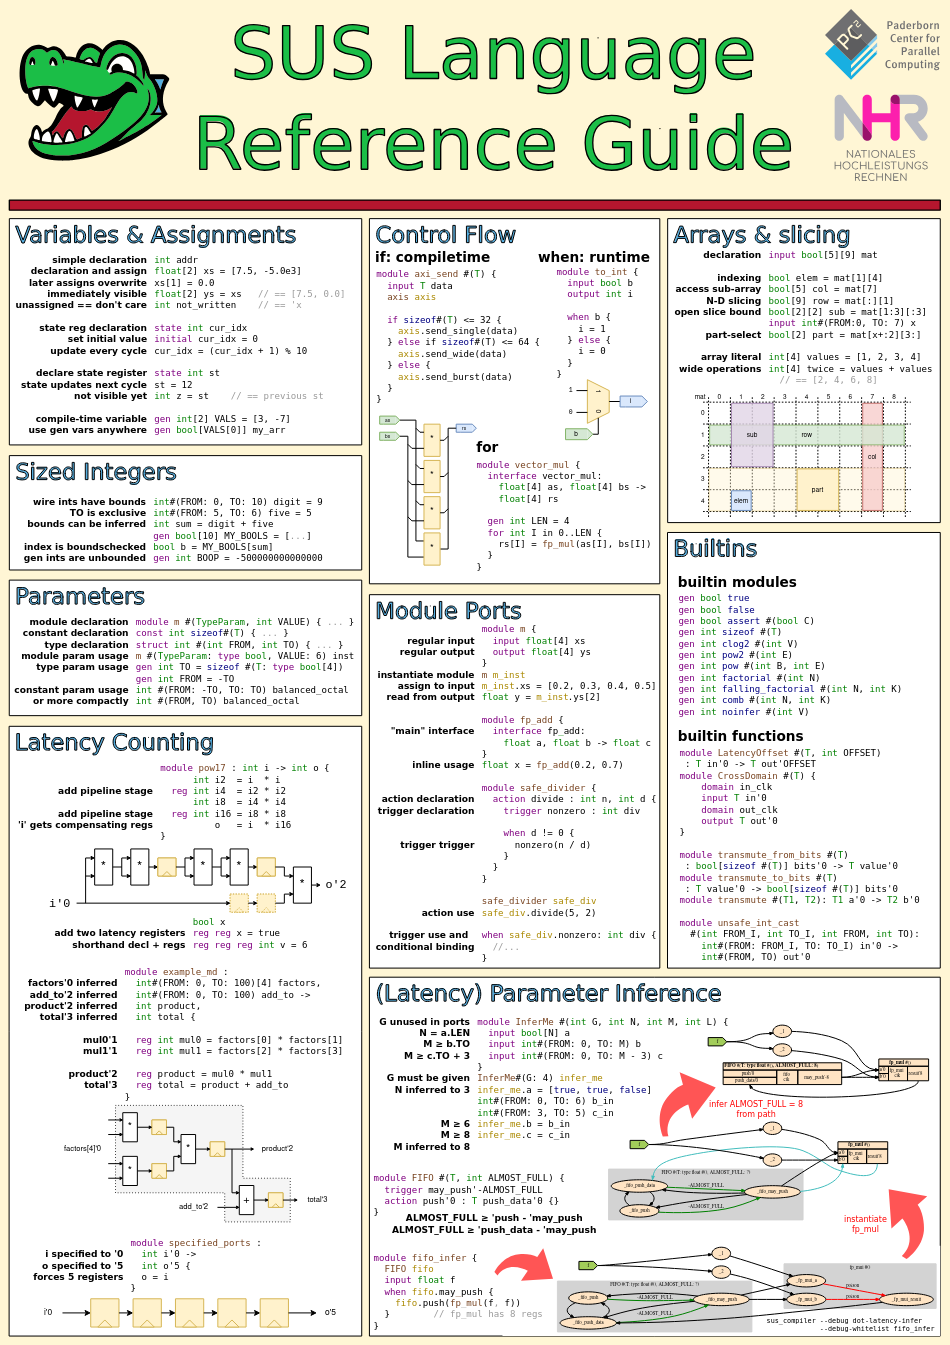 SUS Language
Reference Guide
PC²
Paderborn
Center for
Parallel
Computing
NHR
NATIONALES
HOCHLEISTUNGS
RECHNEN
Variables & Assignments
simple declaration int addr
declaration and assign float[2] xs = [7.5, -5.0e3]
later assigns overwrite xs[1] = 0.0
immediately visible float[2] ys = xs // == [7.5, 0.0]
unassigned == don't care int not_written // == 'x
state reg declaration state int cur_idx
set initial value initial cur_idx = 0
update every cycle cur_idx = (cur_idx + 1) % 10
declare state register state int st
state updates next cycle st = 12
not visible yet int z = st // == previous st
compile-time variable gen int[2] VALS = [3, -7]
use gen vars anywhere gen bool[VALS[0]] my_arr
Sized Integers
wire ints have bounds int#(FROM: 0, TO: 10) digit = 9
TO is exclusive int#(FROM: 5, TO: 6) five = 5
bounds can be inferred int sum = digit + five
gen bool[10] MY_BOOLS = [...]
index is boundschecked bool b = MY_BOOLS[sum]
gen ints are unbounded gen int BOOP = -500000000000000
Parameters
module declaration module m #(TypeParam, int VALUE) { ... }
constant declaration const int sizeof#(T) { ... }
type declaration struct int #(int FROM, int TO) { ... }
module param usage m #(TypeParam: type bool, VALUE: 6) inst
type param usage gen int TO = sizeof #(T: type bool[4])
gen int FROM = -TO
constant param usage int #(FROM: -TO, TO: TO) balanced_octal
or more compactly int #(FROM, TO) balanced_octal
Latency Counting
module pow17 : int i -> int o {
int i2 = i * i
add pipeline stage reg int i4 = i2 * i2
int i8 = i4 * i4
add pipeline stage reg int i16 = i8 * i8
'i' gets compensating regs o = i * i16
}
* * * * *
i'0
o'2
bool x
add two latency registers reg reg x = true
shorthand decl + regs reg reg reg int v = 6
module example_md :
factors'0 inferred int#(FROM: 0, TO: 100)[4] factors,
add_to'2 inferred int#(FROM: 0, TO: 100) add_to ->
product'2 inferred int product,
total'3 inferred int total {
mul0'1 reg int mul0 = factors[0] * factors[1]
mul1'1 reg int mul1 = factors[2] * factors[3]
product'2 reg product = mul0 * mul1
total'3 reg total = product + add_to
}
*
*
*
+
factors[4]'0
product'2
add_to'2
total'3
module specified_ports :
i specified to '0 int i'0 ->
o specified to '5 int o'5 {
forces 5 registers o = i
}
i'0
o'5
Control Flow
if: compiletime
module axi_send #(T) {
input T data
axis axis
if sizeof#(T) <= 32 {
axis.send_single(data)
} else if sizeof#(T) <= 64 {
axis.send_wide(data)
} else {
axis.send_burst(data)
}
}
when: runtime
module to_int {
input bool b
output int i
when b {
i = 1
} else {
i = 0
}
}
1
0
1
0
b
i
as
bs
rs
*
*
*
*
for
module vector_mul {
interface vector_mul:
float[4] as, float[4] bs ->
float[4] rs
gen int LEN = 4
for int I in 0..LEN {
rs[I] = fp_mul(as[I], bs[I])
}
}
Module Ports
module m {
regular input input float[4] xs
regular output output float[4] ys
}
instantiate module m m_inst
assign to input m_inst.xs = [0.2, 0.3, 0.4, 0.5]
read from output float y = m_inst.ys[2]
module fp_add {
"main" interface interface fp_add:
float a, float b -> float c
}
inline usage float x = fp_add(0.2, 0.7)
module safe_divider {
action declaration action divide : int n, int d {
trigger declaration trigger nonzero : int div
when d != 0 {
trigger trigger nonzero(n / d)
}
}
}
safe_divider safe_div
action use safe_div.divide(5, 2)
trigger use and when safe_div.nonzero: int div {
conditional binding //...
}
Arrays & slicing
declaration input bool[5][9] mat
indexing bool elem = mat[1][4]
access sub-array bool[5] col = mat[7]
N-D slicing bool[9] row = mat[:][1]
open slice bound bool[2][2] sub = mat[1:3][:3]
input int#(FROM:0, TO: 7) x
part-select bool[2] part = mat[x+:2][3:]
array literal int[4] values = [1, 2, 3, 4]
wide operations int[4] twice = values + values
// == [2, 4, 6, 8]
mat 0 1 2 3 4 5 6 7 8
0
1
2
3
4
sub
row
col
part
elem
Builtins
builtin modules
gen bool true
gen bool false
gen bool assert #(bool C)
gen int sizeof #(T)
gen int clog2 #(int V)
gen int pow2 #(int E)
gen int pow #(int B, int E)
gen int factorial #(int N)
gen int falling_factorial #(int N, int K)
gen int comb #(int N, int K)
gen int noinfer #(int V)
builtin functions
module LatencyOffset #(T, int OFFSET)
: T in'0 -> T out'OFFSET
module CrossDomain #(T) {
domain in_clk
input T in'0
domain out_clk
output T out'0
}
module transmute_from_bits #(T)
: bool[sizeof #(T)] bits'0 -> T value'0
module transmute_to_bits #(T)
: T value'0 -> bool[sizeof #(T)] bits'0
module transmute #(T1, T2): T1 a'0 -> T2 b'0
module unsafe_int_cast
#(int FROM_I, int TO_I, int FROM, int TO):
int#(FROM: FROM_I, TO: TO_I) in'0 ->
int#(FROM, TO) out'0
(Latency) Parameter Inference
G unused in ports module InferMe #(int G, int N, int M, int L) {
N = a.LEN input bool[N] a
M ≥ b.TO input int#(FROM: 0, TO: M) b
M ≥ c.TO + 3 input int#(FROM: 0, TO: M - 3) c
}
G must be given InferMe#(G: 4) infer_me
N inferred to 3 infer_me.a = [true, true, false]
int#(FROM: 0, TO: 6) b_in
int#(FROM: 3, TO: 5) c_in
M ≥ 6 infer_me.b = b_in
M ≥ 8 infer_me.c = c_in
M inferred to 8
module FIFO #(T, int ALMOST_FULL) {
trigger may_push'-ALMOST_FULL
action push'0 : T push_data'0 {}
}
ALMOST_FULL ≥ 'push - 'may_push
ALMOST_FULL ≥ 'push_data - 'may_push
module fifo_infer {
FIFO fifo
input float f
when fifo.may_push {
fifo.push(fp_mul(f, f))
} // fp_mul has 8 regs
}
infer ALMOST_FULL = 8
from path
instantiate
fp_mul
f
_1
_2
push'0
push_data'0
fifo
clk
may_push'-8
fp_mul
clk
result'8
f
_1
_2
FIFO #(T: type float #(), ALMOST_FULL: ?)
_fifo_push_data
_fifo_push
_fifo_may_push
-ALMOST_FULL
-ALMOST_FULL
fp_mul #()
fp_mul
clk
result'8
f
_1
_2
FIFO #(T: type float #(), ALMOST_FULL: ?)
_fifo_push
_fifo_push_data
_fifo_may_push
-ALMOST_FULL
-ALMOST_FULL
fp_mul #()
_fp_mul_a
_fp_mul_b
_fp_mul_result
poison
poison
sus_compiler --debug dot-latency-infer
--debug-whitelist fifo_infer